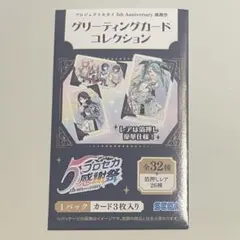 プロジェクトセカイ 5th Anniversary 感謝祭
グリーティングカード
コレクション
レアは箔押し
豪華仕様!
5th
プロセカ
感謝祭
全32種
箔押しレア
26種
1パック カード3枚入り
SEGA